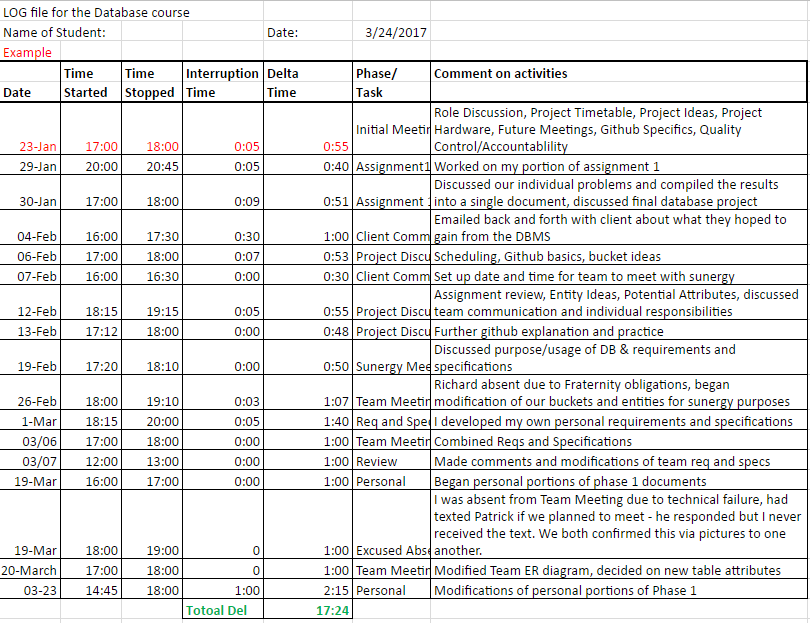 LOG file for the Database course
Name of Student: Date: 3/24/2017
Example
Time Time Interruption Delta Phase/ Comment on activities
Date Started Stopped Time Time Task
Role Discussion, Project Timetable, Project Ideas, Project
Initial Meetin Hardware, Future Meetings, Github Specifics, Quality
23-Jan 17:00 18:00 0:05 0:55 Control/Accountablility
29-Jan 20:00 20:45 0:05 0:40 Assignment1 Worked on my portion of assignment 1
Discussed our individual problems and compiled the results
30-Jan 17:00 18:00 0:09 0:51 Assignment into a single document, discussed final database project
Emailed back and forth with client about what they hoped to
04-Feb 16:00 17:30 0:30 1:00 Client Comm gain from the DBMS
06-Feb 17:00 18:00 0:07 0:53 Project Discu Scheduling, Github basics, bucket ideas
07-Feb 16:00 16:30 0:00 0:30 Client Comm Set up date and time for team to meet with sunergy
Assignment review, Entity Ideas, Potential Attributes, discussed
12-Feb 18:15 19:15 0:05 0:55 Project Discu team communication and individual responsibilities
13-Feb 17:12 18:00 0:00 0:48 Project Discu Further github explanation and practice
Discussed purpose/usage of DB & requirements and
19-Feb 17:20 18:10 0:00 0:50 Sunergy Mee specifications
Richard absent due to Fraternity obligations, began
26-Feb 18:00 19:10 0:03 1:07 Team Meetin modification of our buckets and entities for sunergy purposes
1-Mar 18:15 20:00 0:05 1:40 Req and Spec I developed my own personal requirements and specifications
03/06 17:00 18:00 0:00 1:00 Team Meetin Combined Reqs and Specifications
03/07 12:00 13:00 0:00 1:00 Review Made comments and modifications of team req and specs
19-Mar 16:00 17:00 0:00 1:00 Personal Began personal portions of phase 1 documents
I was absent from Team Meeting due to technical failure, had
texted Patrick if we planned to meet - he responded but I never
received the text. We both confirmed this via pictures to one
19-Mar 18:00 19:00 0 1:00 Excused Abse another.
20-March 17:00 18:00 0 1:00 Team Meetin Modified Team ER diagram, decided on new table attributes
03-23 14:45 18:00 1:00 2:15 Personal Modifications of personal portions of Phase 1
Totoal Del 17:24